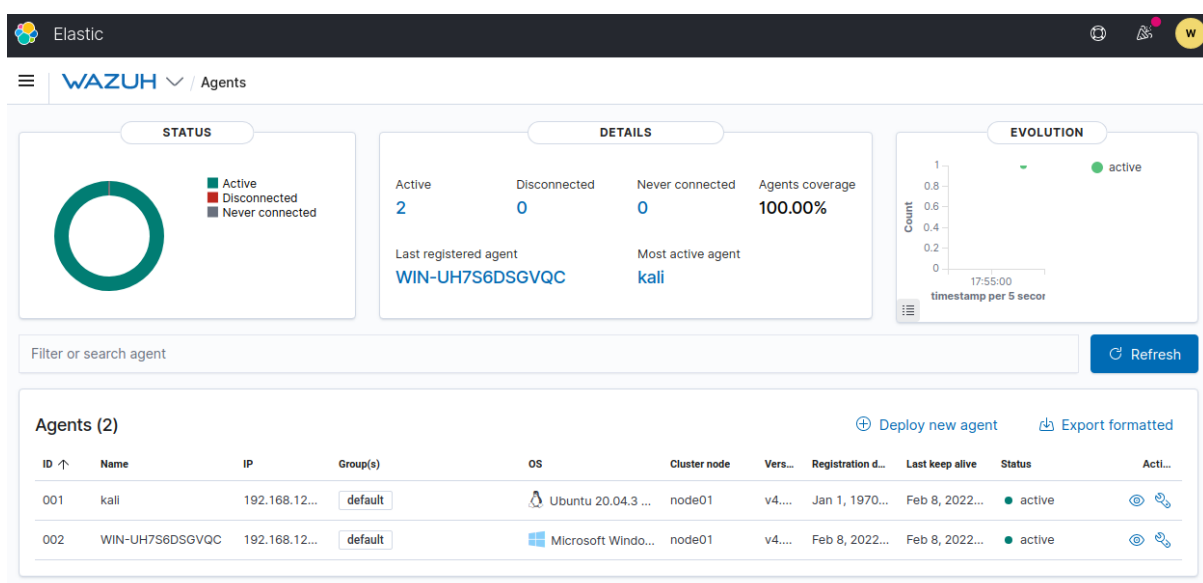 Elastic
W
WAZUH / Agents
STATUS
Active
Disconnected
Never connected
DETAILS
Active Disconnected Never connected Agents coverage
2 0 0 100.00%
Last registered agent Most active agent
WIN-UH7S6DSGVQC kali
EVOLUTION
1
0.8
0.6
0.4
0.2
0
Count
17:55:00
timestamp per 5 secor
active
Filter or search agent
Refresh
Agents (2) Deploy new agent Export formatted
ID Name IP Group(s) OS Cluster node Vers... Registration d... Last keep alive Status Acti...
001 kali 192.168.12... default Ubuntu 20.04.3 ... node01 v4.... Jan 1, 1970... Feb 8, 2022... active
002 WIN-UH7S6DSGVQC 192.168.12... default Microsoft Windo... node01 v4.... Feb 8, 2022... Feb 8, 2022... active